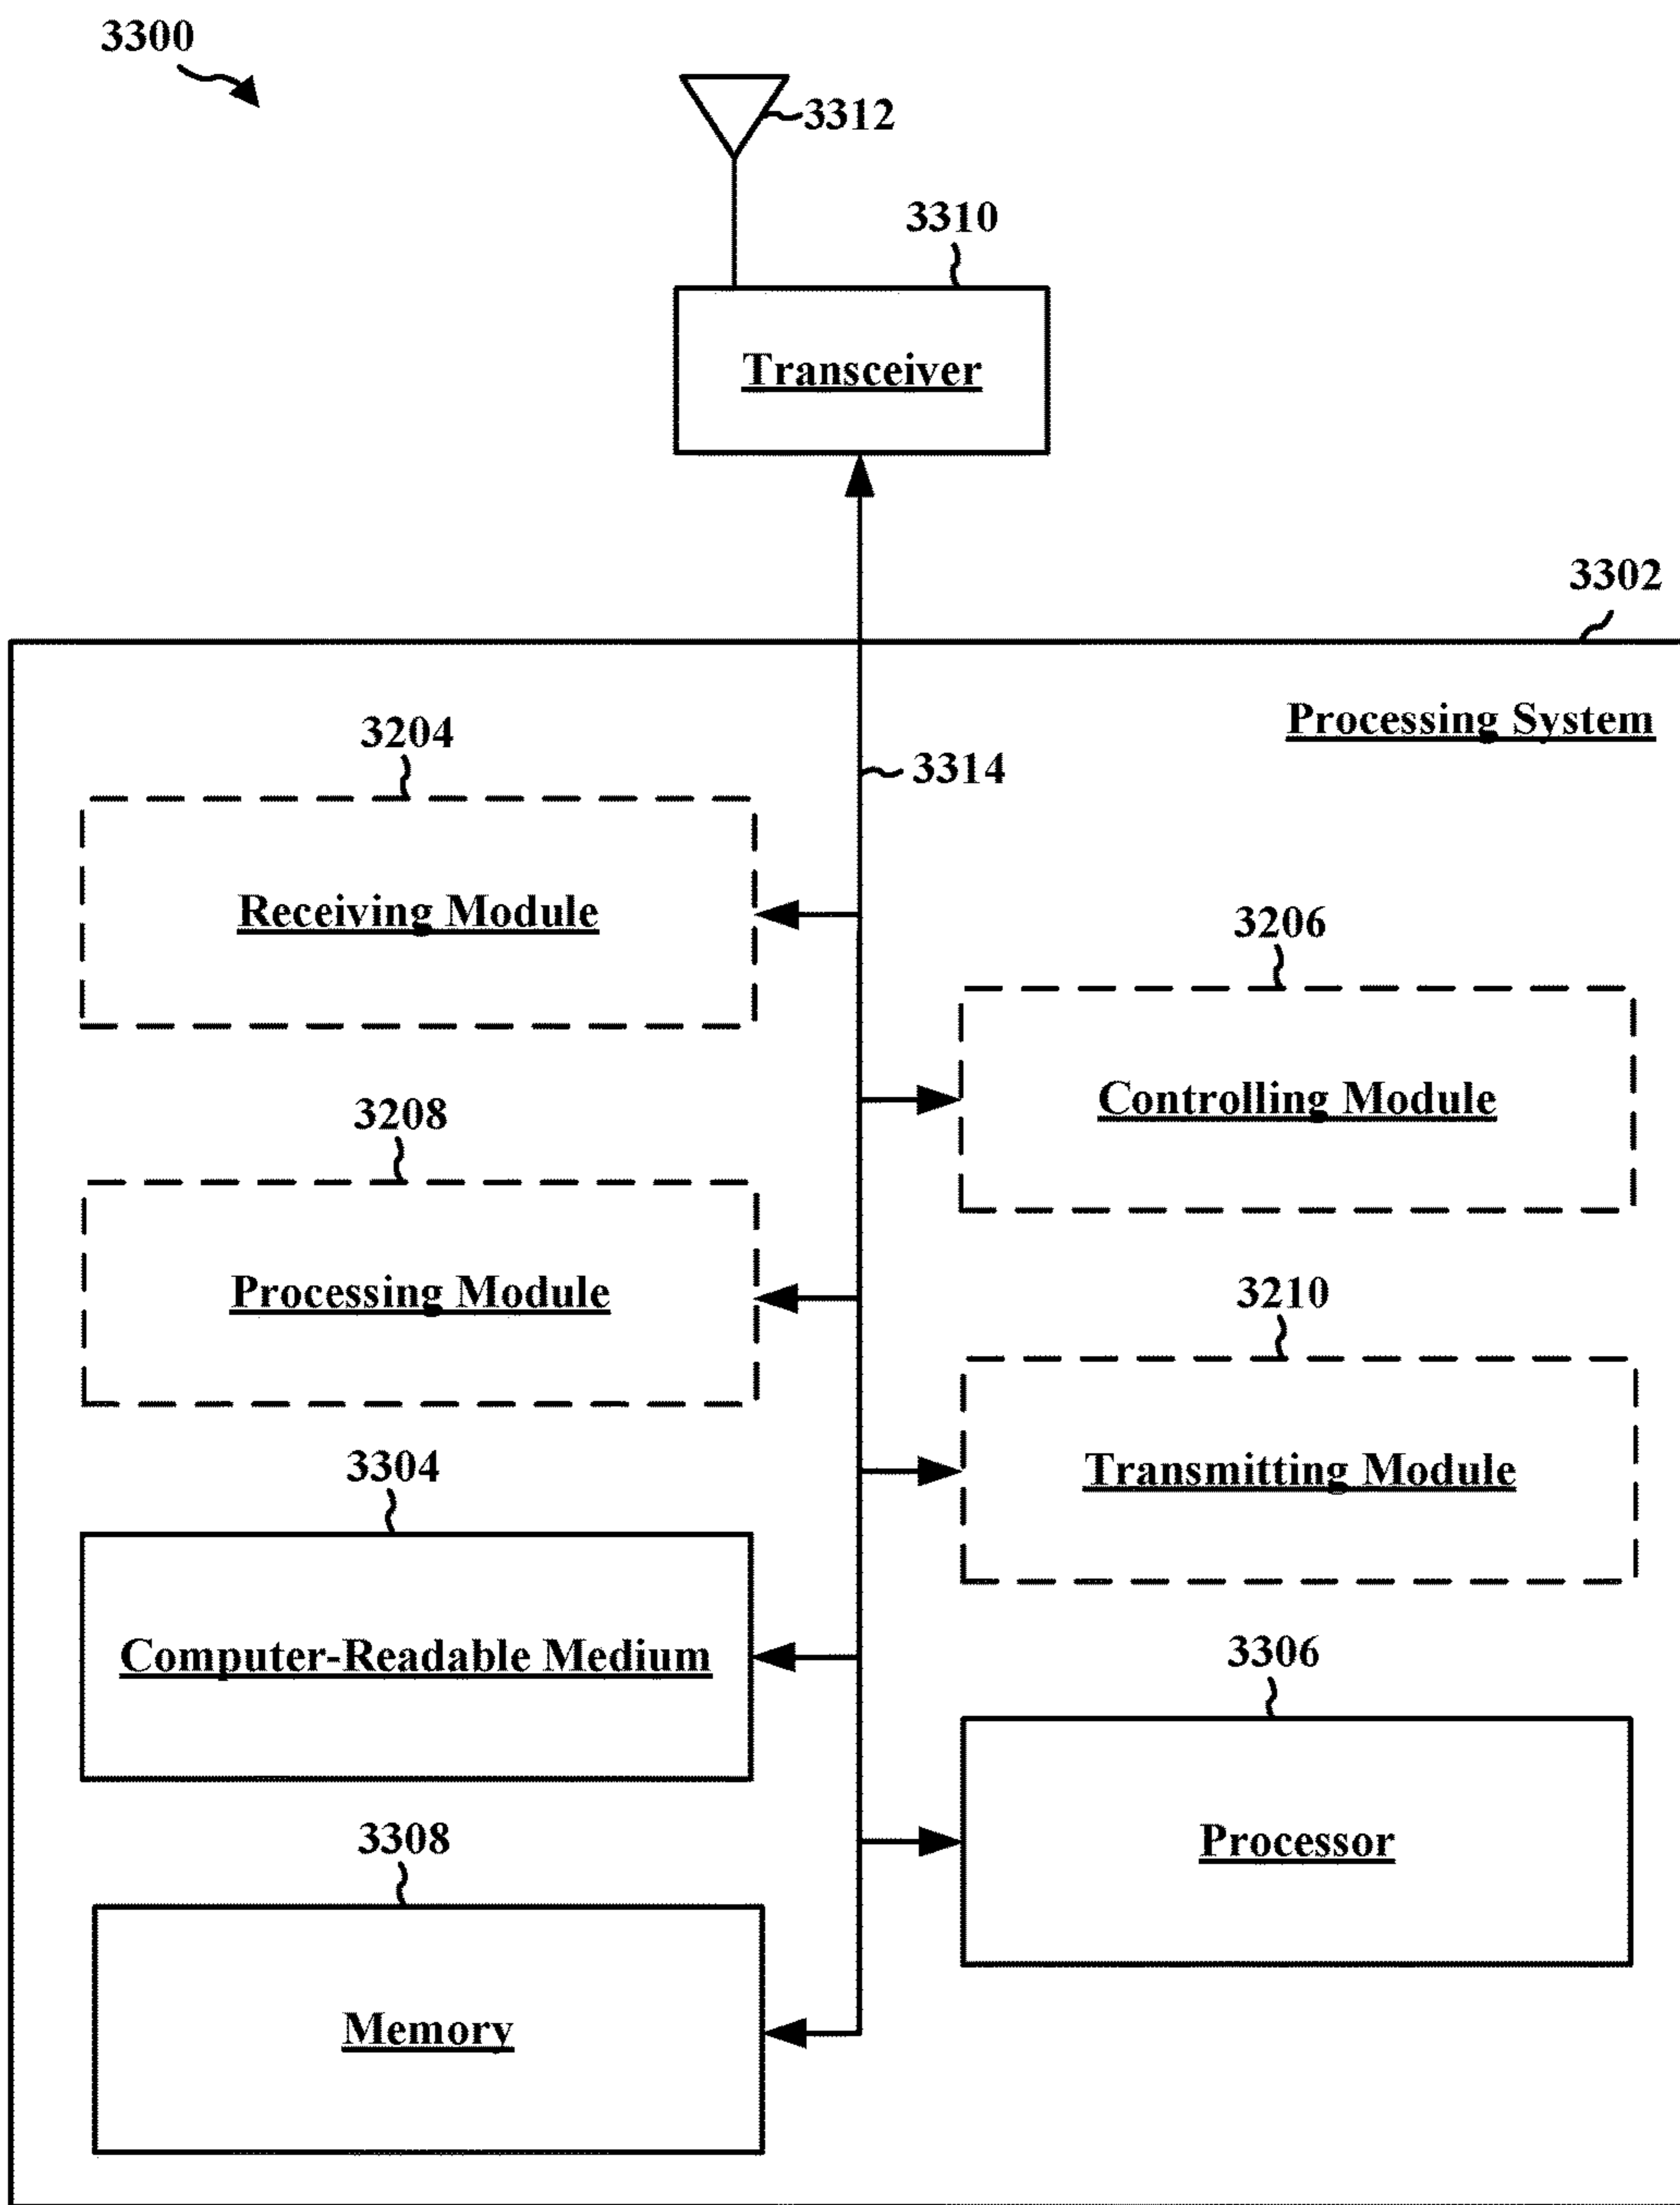 3300
3312
3310
Transceiver
3302
Processing System
3204
3314
Receiving Module
3206
Controlling Module
3208
Processing Module
3210
Transmitting Module
3304
Computer-Readable Medium
3306
Processor
3308
Memory